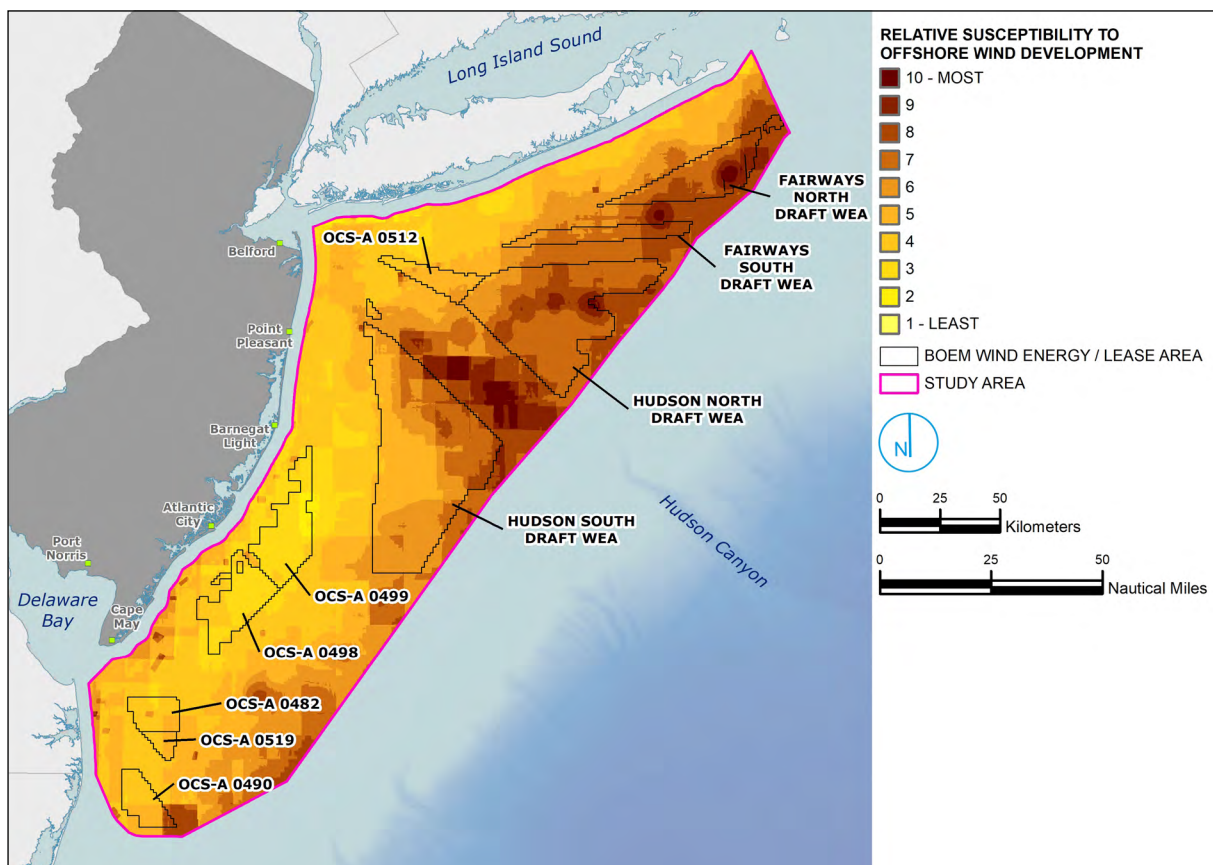 Long Island Sound
OCS-A 0512
FAIRWAYS
NORTH
DRAFT WEA
FAIRWAYS
SOUTH
DRAFT WEA
Belford
Point
Pleasant
HUDSON NORTH
DRAFT WEA
Barnegat
Light
Atlantic
City
HUDSON SOUTH
DRAFT WEA
Hudson Canyon
Port
Norris
Delaware
Bay
Cape
May
OCS-A 0499
OCS-A 0498
OCS-A 0482
OCS-A 0519
OCS-A 0490
RELATIVE SUSCEPTIBILITY TO
OFFSHORE WIND DEVELOPMENT
10 - MOST
9
8
7
6
5
4
3
2
1 - LEAST
BOEM WIND ENERGY / LEASE AREA
STUDY AREA
N
0 25 50
Kilometers
0 25 50
Nautical Miles